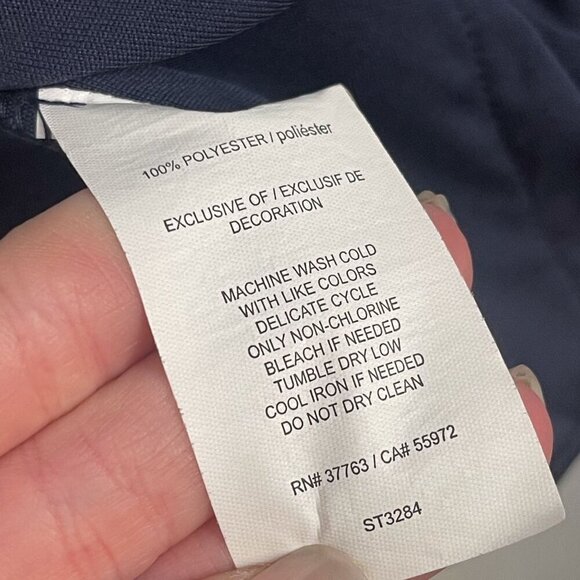 100% POLYESTER / poliéster
EXCLUSIVE OF / EXCLUSIF DE
DECORATION
MACHINE WASH COLD
WITH LIKE COLORS
DELICATE CYCLE
ONLY NON-CHLORINE
BLEACH IF NEEDED
TUMBLE DRY LOW
COOL IRON IF NEEDED
DO NOT DRY CLEAN
RN# 37763 / CA# 55972
ST3284